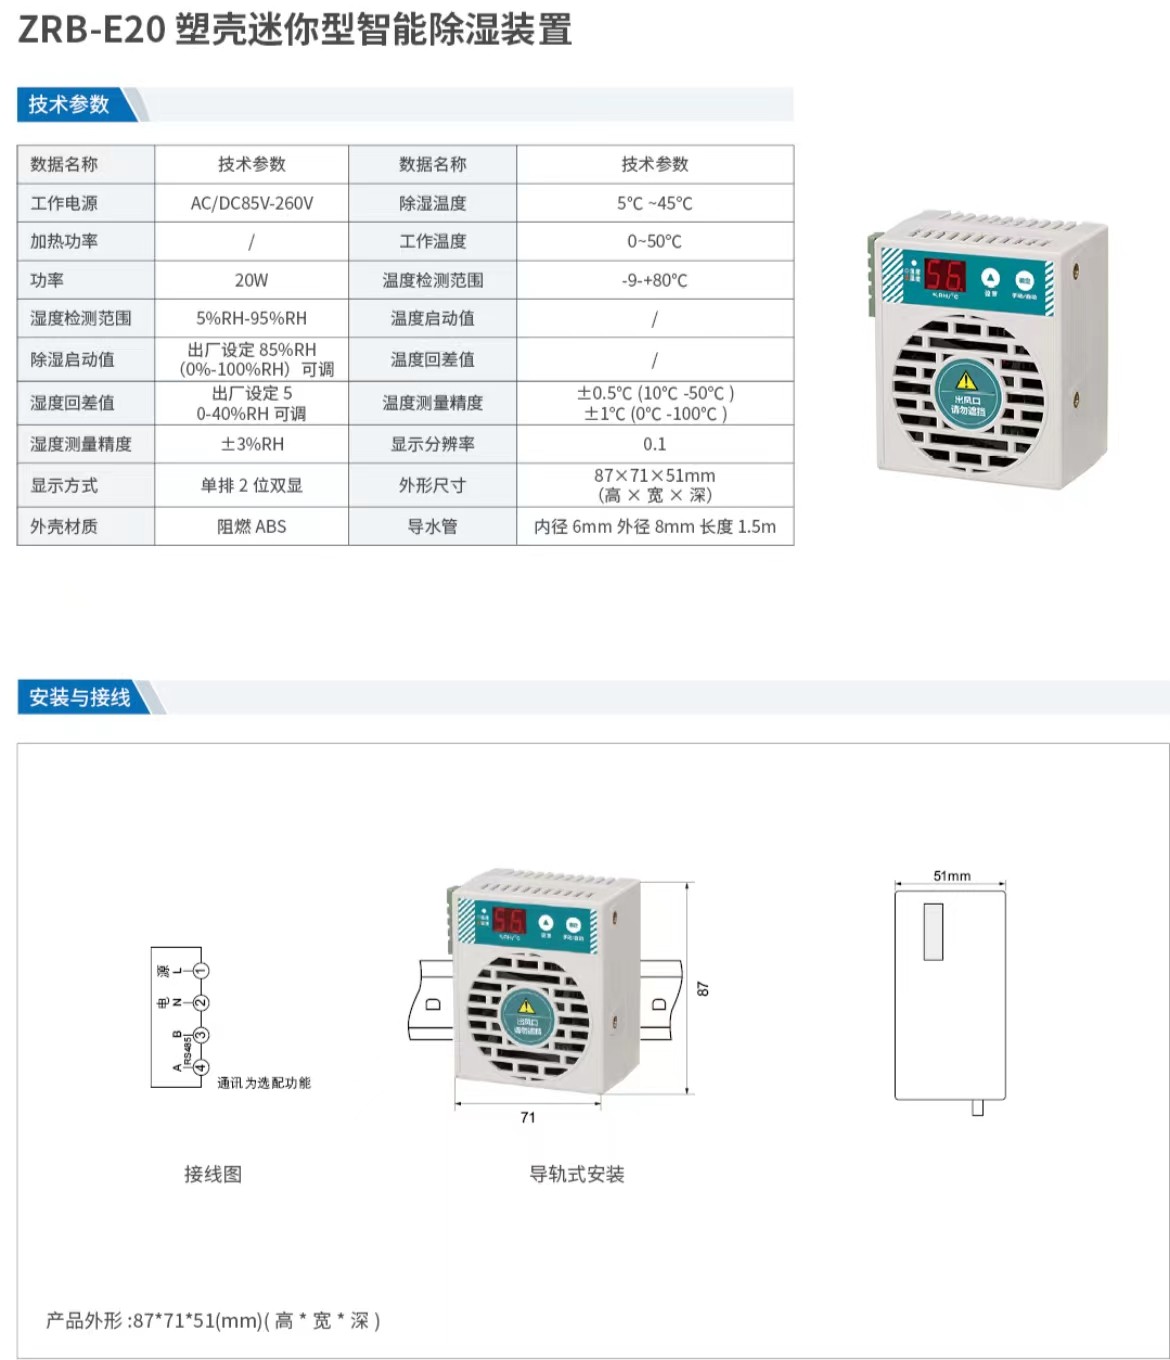 ZRB-E20 塑壳迷你型智能除湿装置
技术参数
数据名称 技术参数 数据名称 技术参数
工作电源 AC/DC85V-260V 除湿温度 5℃ ~45℃
加热功率 / 工作温度 0~50℃
功率 20W 温度检测范围 -9-+80℃
湿度检测范围 5%RH-95%RH 温度启动值 /
除湿启动值 出厂设定 85%RH 温度回差值 /
（0%-100%RH）可调
湿度回差值 出厂设定 5 温度测量精度 ±0.5℃ (10℃ -50℃ )
0-40%RH 可调 ±1℃ (0℃ -100℃ )
湿度测量精度 ±3%RH 显示分辨率 0.1
显示方式 单排 2 位双显 外形尺寸 87×71×51mm
（高 × 宽 × 深）
外壳材质 阻燃 ABS 导水管 内径 6mm 外径 8mm 长度 1.5m
56.
%RH/℃
手动/自动
出风口
请勿遮挡
安装与接线
源 L 1
电 N 2
B 3
RS485
A 4
通讯为选配功能
接线图
56.
出风口
请勿遮挡
D
D
87
71
导轨式安装
51mm
产品外形 :87*71*51(mm)( 高 * 宽 * 深 )